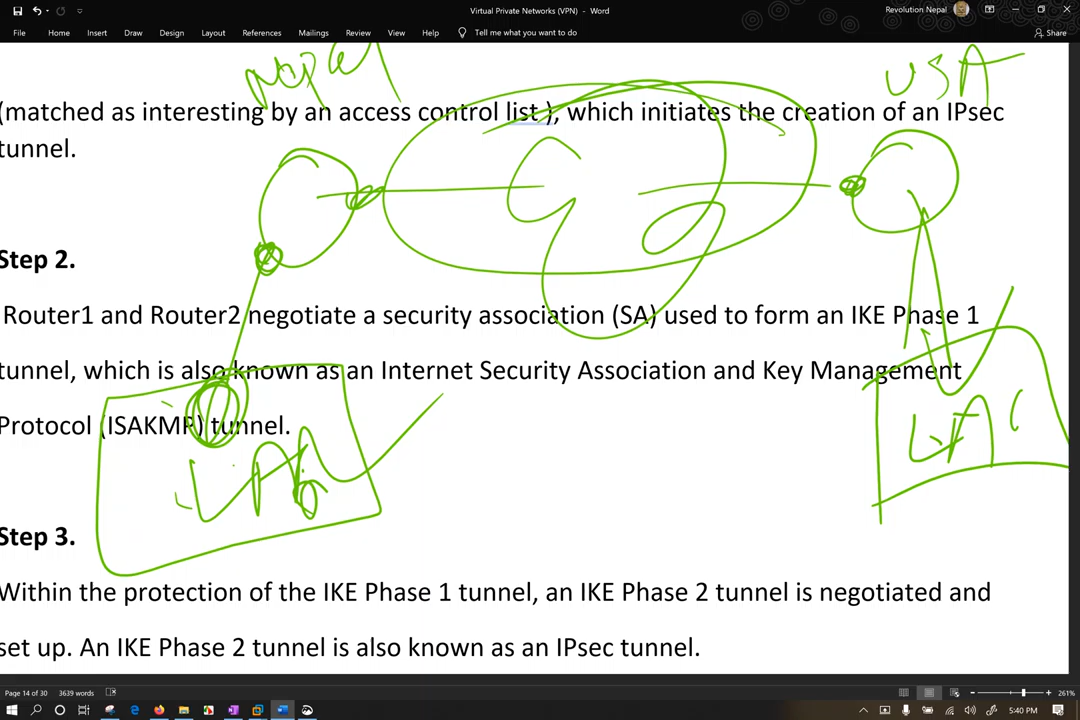 Virtual Private Networks (VPN) - Word
Revolution Nepal
File Home Insert Draw Design Layout References Mailings Review View Help Tell me what you want to do Share
Nepal USA
(matched as interesting by an access control list ), which initiates the creation of an IPsec
tunnel.
Step 2.
Router1 and Router2 negotiate a security association (SA) used to form an IKE Phase 1
tunnel, which is also known as an Internet Security Association and Key Management
Protocol (ISAKMP) tunnel.
Step 3.
Within the protection of the IKE Phase 1 tunnel, an IKE Phase 2 tunnel is negotiated and
set up. An IKE Phase 2 tunnel is also known as an IPsec tunnel.
Page 14 of 30 3639 words 261%
5:40 PM